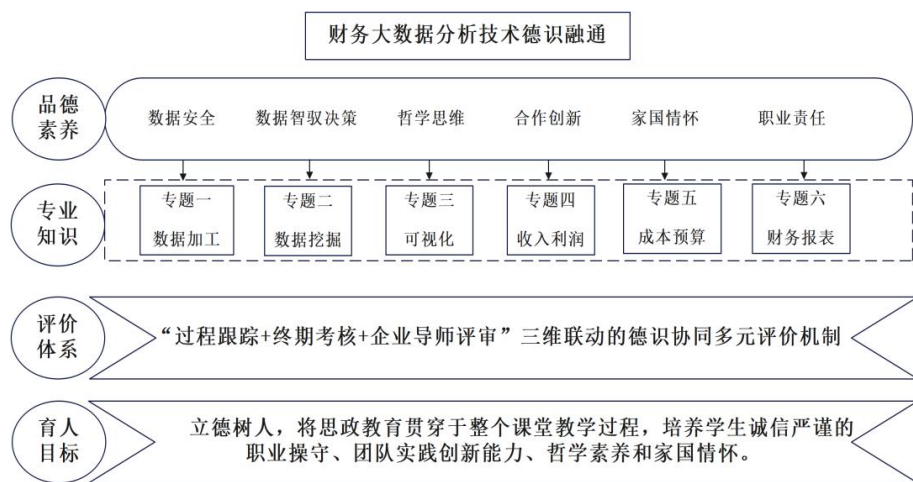 财务大数据分析技术德识融通
品德
素养
数据安全 数据智驭决策 哲学思维 合作创新 家国情怀 职业责任
专业
知识
专题一
数据加工
专题二
数据挖掘
专题三
可视化
专题四
收入利润
专题五
成本预算
专题六
财务报表
评价
体系
“过程跟踪+终期考核+企业导师评审”三维联动的德识协同多元评价机制
育人
目标
立德树人，将思政教育贯穿于整个课堂教学过程，培养学生诚信严谨的
职业操守、团队实践创新能力、哲学素养和家国情怀。